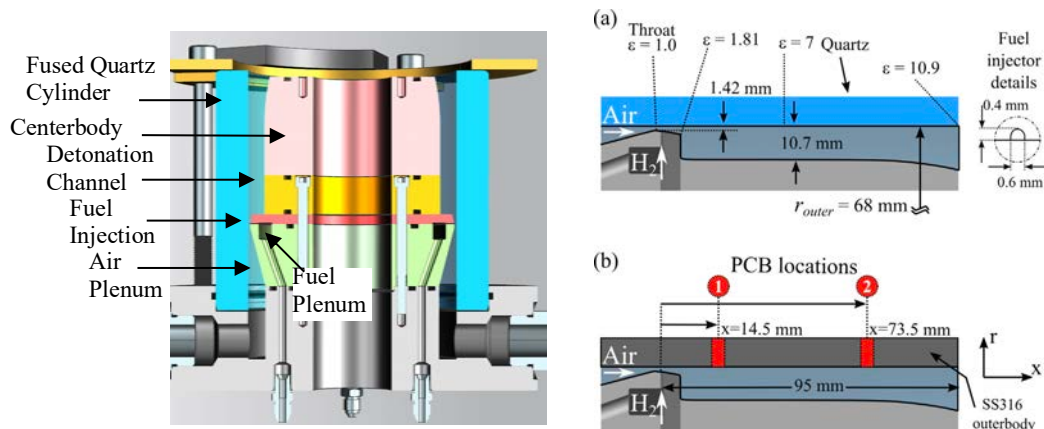 Fused Quartz
Cylinder
Centerbody
Detonation
Channel
Fuel
Injection
Air
Plenum
Fuel
Plenum
(a)
Throat
ε = 1.0
ε = 1.81
ε = 7
Quartz
ε = 10.9
Fuel
injector
details
1.42 mm
0.4 mm
Air
10.7 mm
H₂
0.6 mm
r_outer = 68 mm
(b)
PCB locations
1
2
x=14.5 mm
x=73.5 mm
r
x
Air
95 mm
H₂
SS316
outerbody